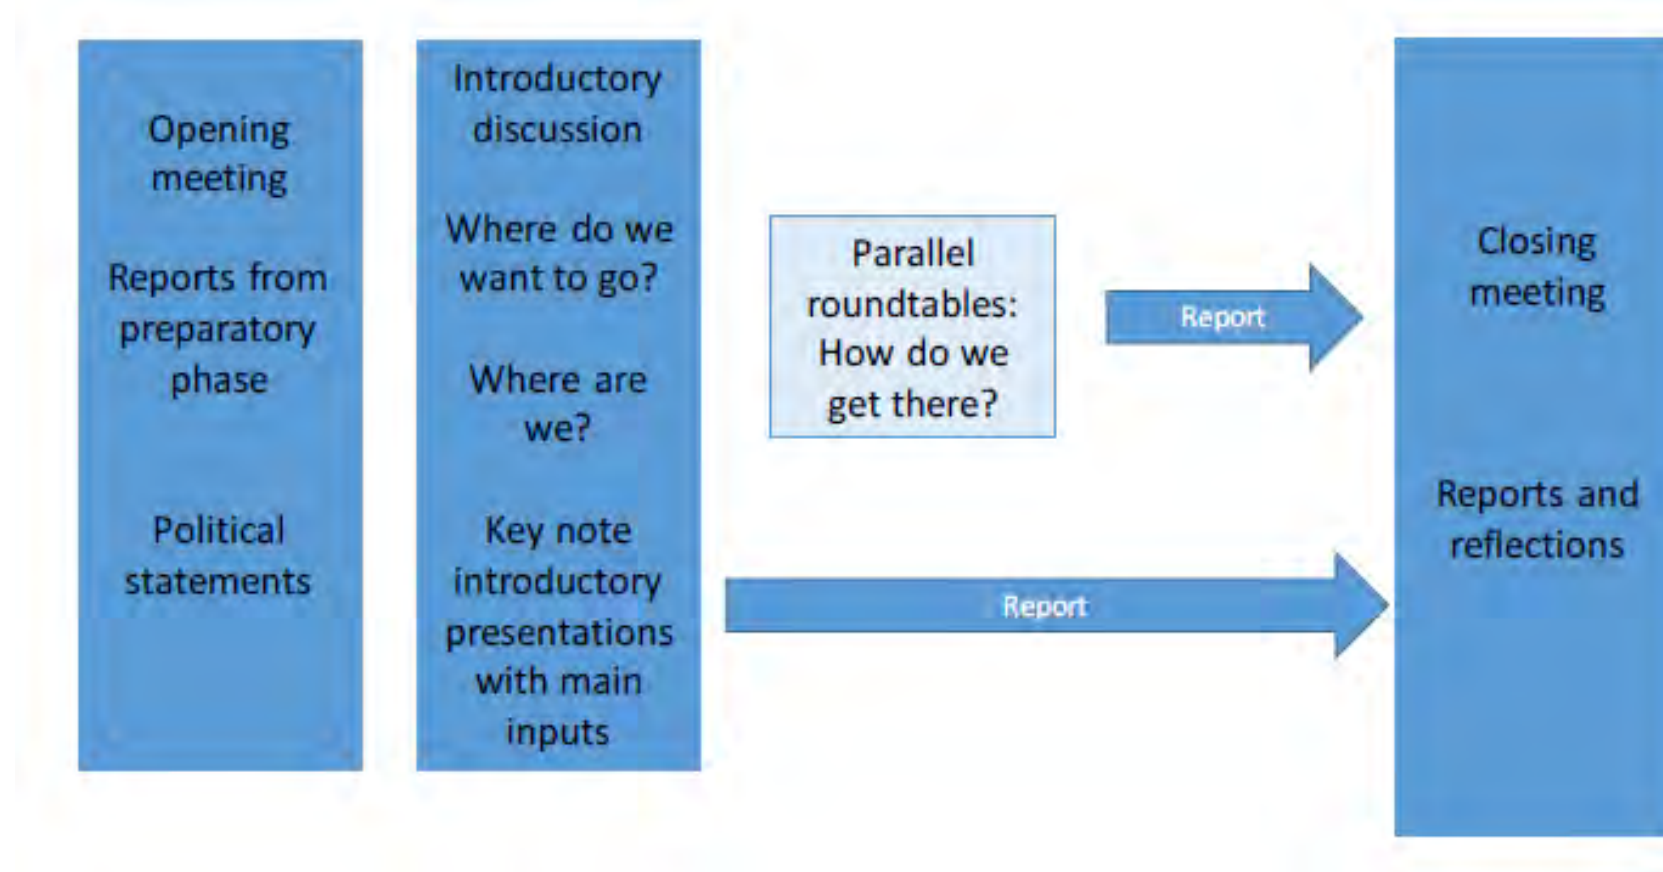 Opening
meeting
Reports from
preparatory
phase
Political
statements
Introductory
discussion
Where do we
want to go?
Where are
we?
Key note
introductory
presentations
with main
inputs
Parallel
roundtables:
How do we
get there?
Report
Report
Closing
meeting
Reports and
reflections